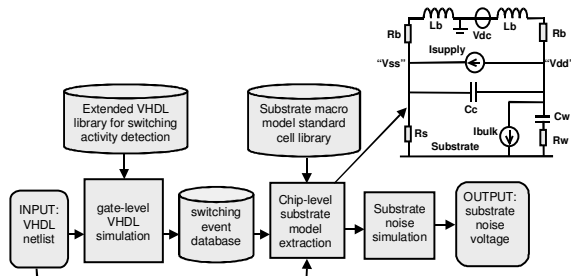 Lb
Lb
Rb
Vdc
Rb
Isupply
"Vss"
"Vdd"
Cc
Cw
Rs
Ibulk
Rw
Substrate
Extended VHDL
library for switching
activity detection
Substrate macro
model standard
cell library
INPUT:
VHDL
netlist
gate-level
VHDL
simulation
switching
event
database
Chip-level
substrate
model
extraction
Substrate
noise
simulation
OUTPUT:
substrate
noise
voltage